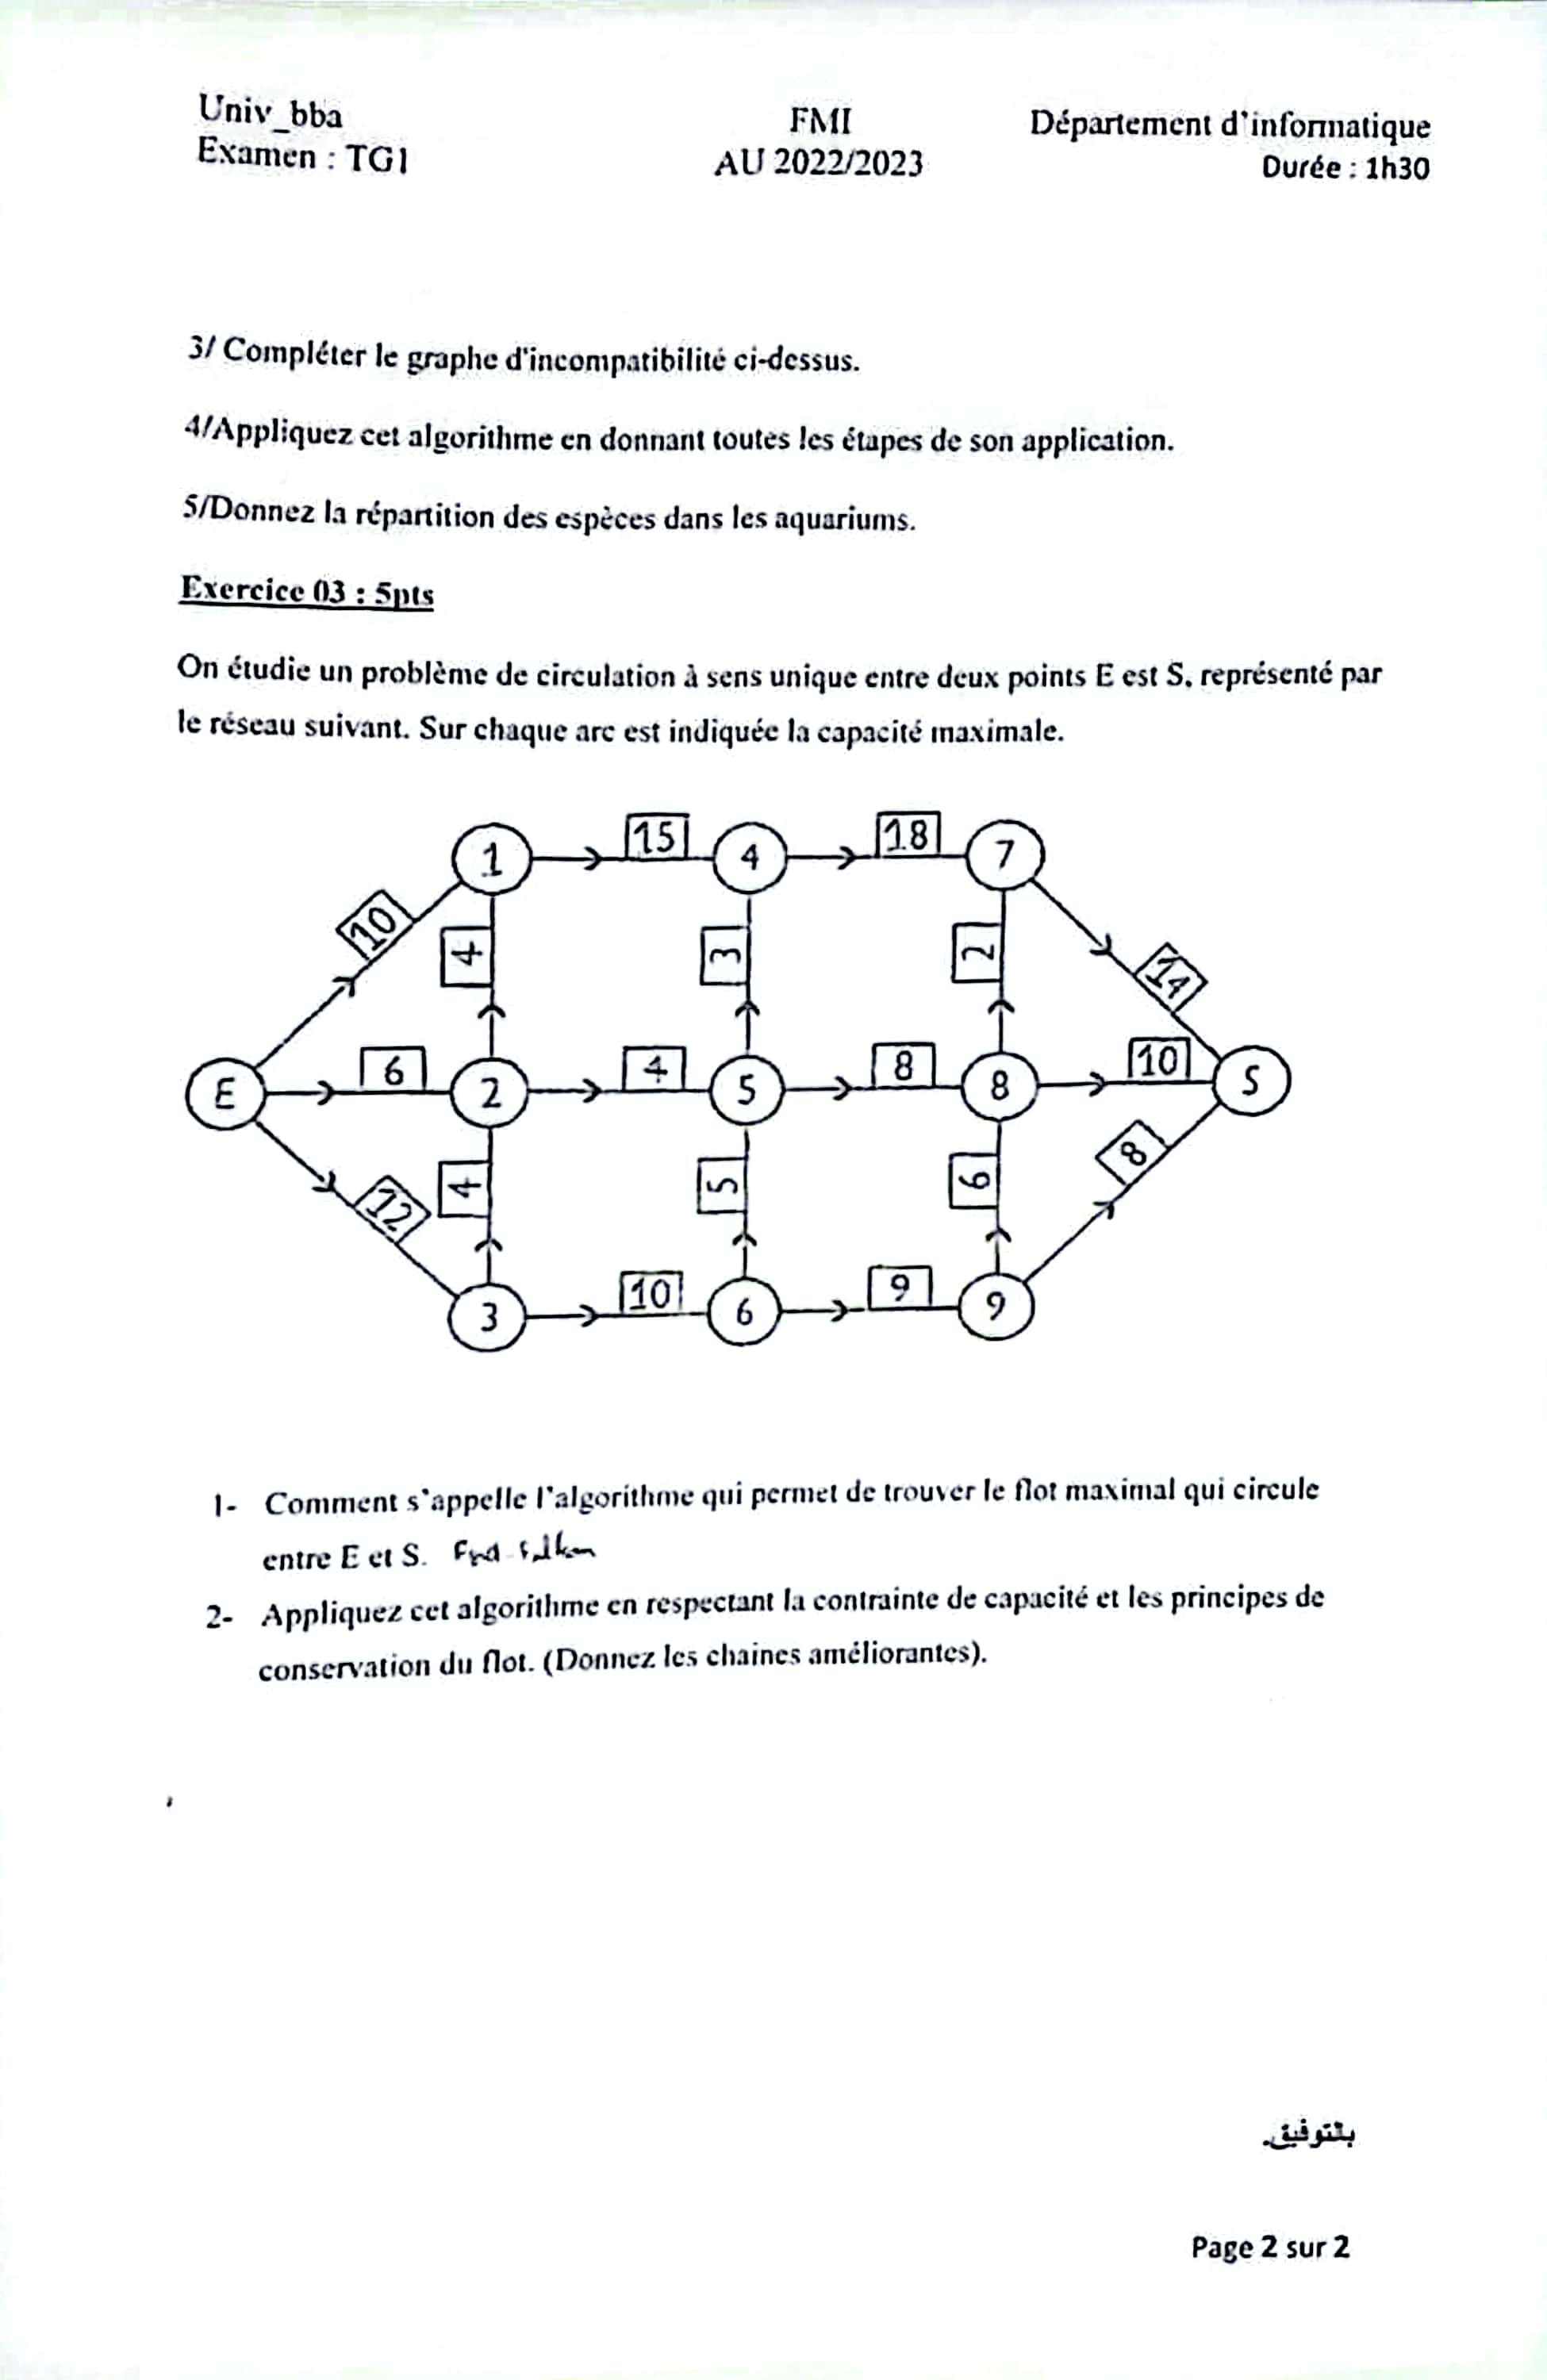 Univ_bba FMI Département d'informatique
Examen : TG1 AU 2022/2023 Durée : 1h30
3/ Compléter le graphe d'incompatibilité ci-dessus.
4/Appliquez cet algorithme en donnant toutes les étapes de son application.
5/Donnez la répartition des espèces dans les aquariums.
Exercice 03 : 5pts
On étudie un problème de circulation à sens unique entre deux points E est S, représenté par
le réseau suivant. Sur chaque arc est indiquée la capacité maximale.
1 15 4 18 7
10 4 3 2 14
E 6 2 4 5 8 8 10 S
12 4 5 6 8
3 10 6 9 9
1- Comment s'appelle l'algorithme qui permet de trouver le flot maximal qui circule
entre E et S.
2- Appliquez cet algorithme en respectant la contrainte de capacité et les principes de
conservation du flot. (Donnez les chaines améliorantes).
بالتوفيق.
Page 2 sur 2